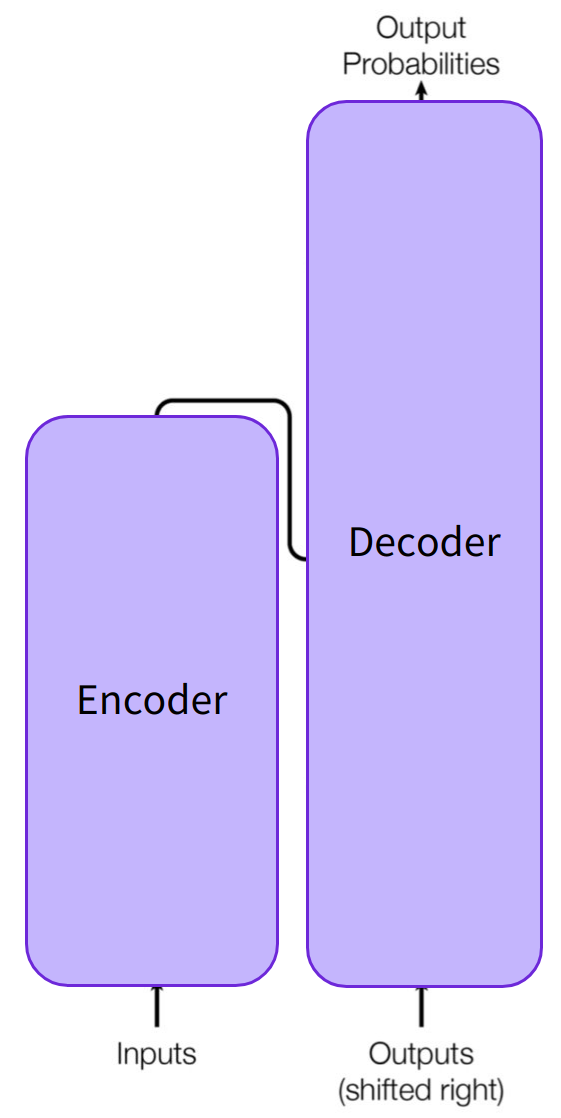 Output
Probabilities
Decoder
Encoder
Inputs
Outputs
(shifted right)